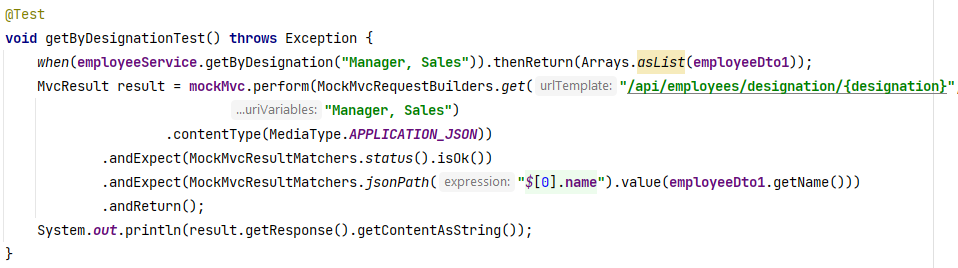 @Test
void getByDesignationTest() throws Exception {
when(employeeService.getByDesignation("Manager, Sales")).thenReturn(Arrays.asList(employeeDto1));
MvcResult result = mockMvc.perform(MockMvcRequestBuilders.get( urlTemplate: "/api/employees/designation/{designation}",
...uriVariables: "Manager, Sales")
.contentType(MediaType.APPLICATION_JSON))
.andExpect(MockMvcResultMatchers.status().isOk())
.andExpect(MockMvcResultMatchers.jsonPath( expression: "$[0].name").value(employeeDto1.getName()))
.andReturn();
System.out.println(result.getResponse().getContentAsString());
}